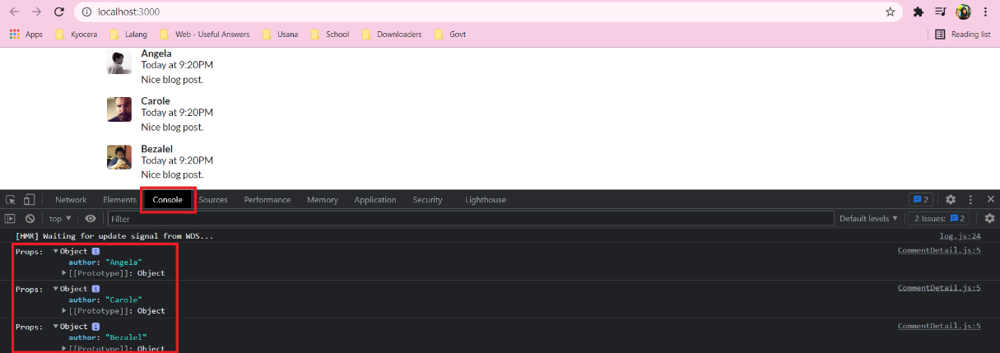 localhost:3000
Apps Kyocera Lalang Web - Useful Answers Usana School Downloaders Govt Reading list
Angela
Today at 9:20PM
Nice blog post.
Carole
Today at 9:20PM
Nice blog post.
Bezalel
Today at 9:20PM
Nice blog post.
Network Elements Console Sources Performance Memory Application Security Lighthouse 2
top ▼ Filter Default levels ▼ 2 Issues: 2
[HMR] Waiting for update signal from WDS... log.js:24
Props: ▼Object i CommentDetail.js:5
author: "Angela"
▶[[Prototype]]: Object
Props: ▼Object i CommentDetail.js:5
author: "Carole"
▶[[Prototype]]: Object
Props: ▼Object i CommentDetail.js:5
author: "Bezalel"
▶[[Prototype]]: Object